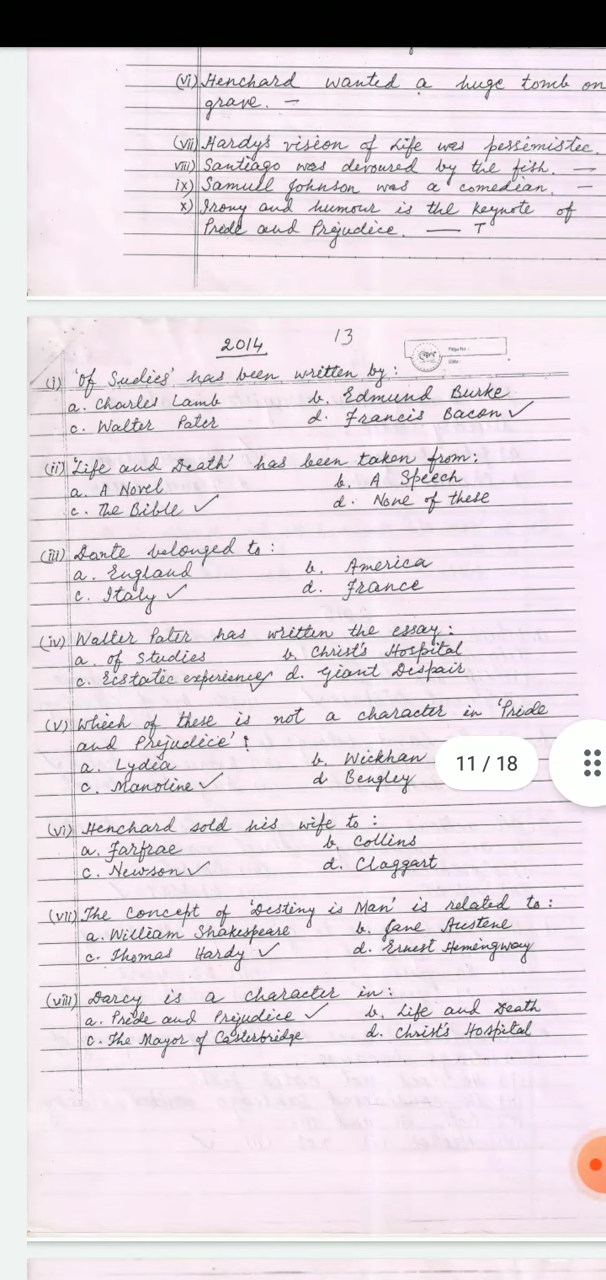 (vi) Henchard wanted a huge tomb on
grave. —
(vii) Hardy's vision of Life was pessimistic.
viii) Santiago was devoured by the fish. —
ix) Samuel Johnson was a comedian. —
x) Irony and humour is the keynote of
Pride and Prejudice. — T
2014 13
Page No :
Date :
(i) 'Of Sudies' has been written by :
a. Charles Lamb b. Edmund Burke
c. Walter Pater d. Francis Bacon ✓
(ii) 'Life and Death' has been taken from :
a. A Novel b. A Speech
c. The Bible ✓ d. None of these
(iii) Dante belonged to :
a. England b. America
c. Italy ✓ d. France
(iv) Walter Pater has written the essay :
a. of Studies b. Christ's Hospital
c. Ecstatic experience ✓ d. Giant Despair
(v) Which of these is not a character in 'Pride
and Prejudice' ?
a. Lydia b. Wickhan
c. Manoline ✓ d Bengley
11 / 18
(vi) Henchard sold his wife to :
a. Farfrae b. Collins
c. Newson ✓ d. Claggart
(vii) The concept of 'Destiny is Man' is related to :
a. William Shakespeare b. Jane Austene
c. Thomas Hardy ✓ d. Ernest Hemingway
(viii) Darcy is a character in :
a. Pride and Prejudice ✓ b. Life and Death
c. The Mayor of Casterbridge d. Christ's Hospital